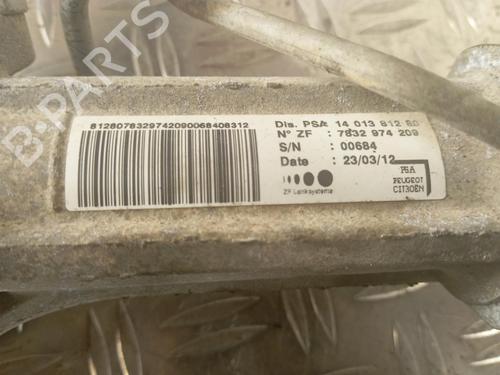 B-PARTS
8128078329742090068408312
Dis. PSA: 14 013 812 80
N° ZF : 7832 974 209
S/N : 00684
Date : 23/03/12
ZF Lenksysteme
PSA
PEUGEOT
CITROËN